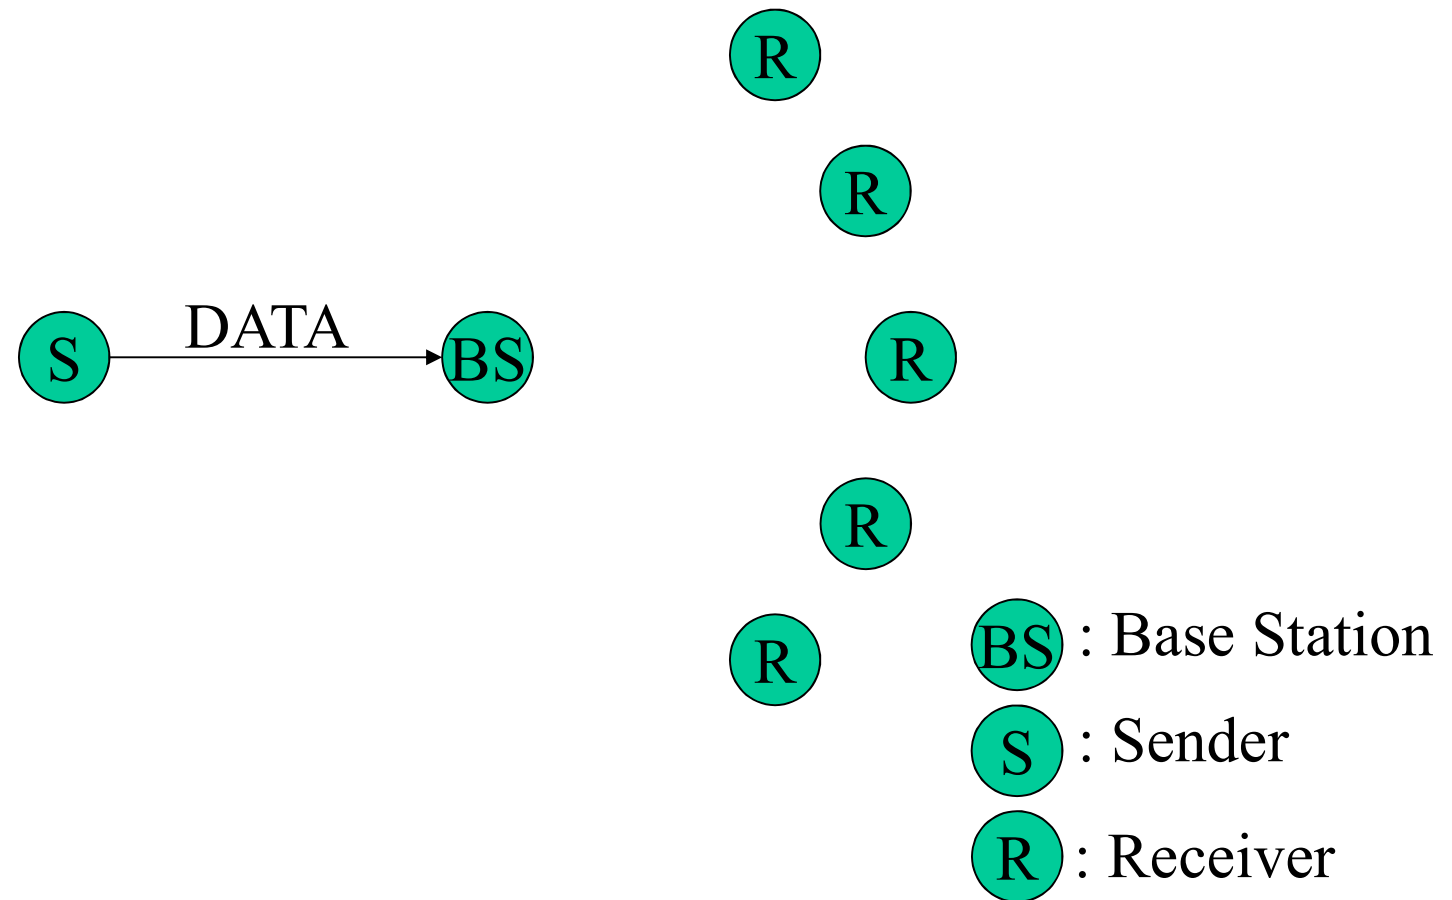 R
R
DATA
S
BS
R
R
R
BS : Base Station
S : Sender
R : Receiver